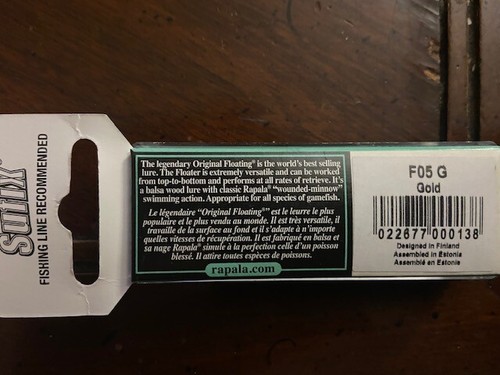 sufix
FISHING LINE RECOMMENDED
The legendary Original Floating® is the world's best selling
lure. The Floater is extremely versatile and can be worked
from top-to-bottom and performs at all rates of retrieve. It's
a balsa wood lure with classic Rapala® "wounded-minnow"
swimming action. Appropriate for all species of gamefish.
Le légendaire "Original Floating®" est le leurre le plus
populaire et le plus vendu au monde. Il est très versatile, il
travaille de la surface au fond et il s'adapte à n'importe
quelles vitesses de récupération. Il est fabriqué en balsa et
sa nage Rapala® simule à la perfection celle d'un poisson
blessé. Il attire toutes espèces de poissons.
rapala.com
F05 G
Gold
022677 000138
Designed in Finland
Assembled in Estonia
Assemblé en Estonie